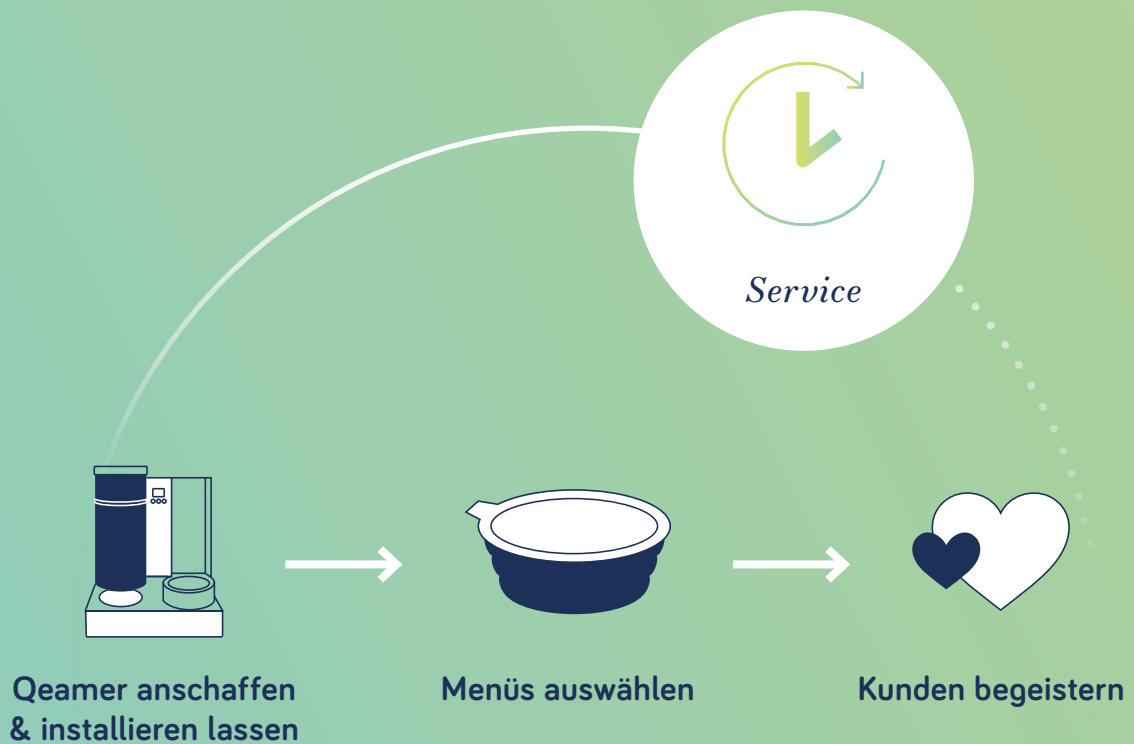 Service
Qeamer anschaffen
& installieren lassen
Menüs auswählen
Kunden begeistern